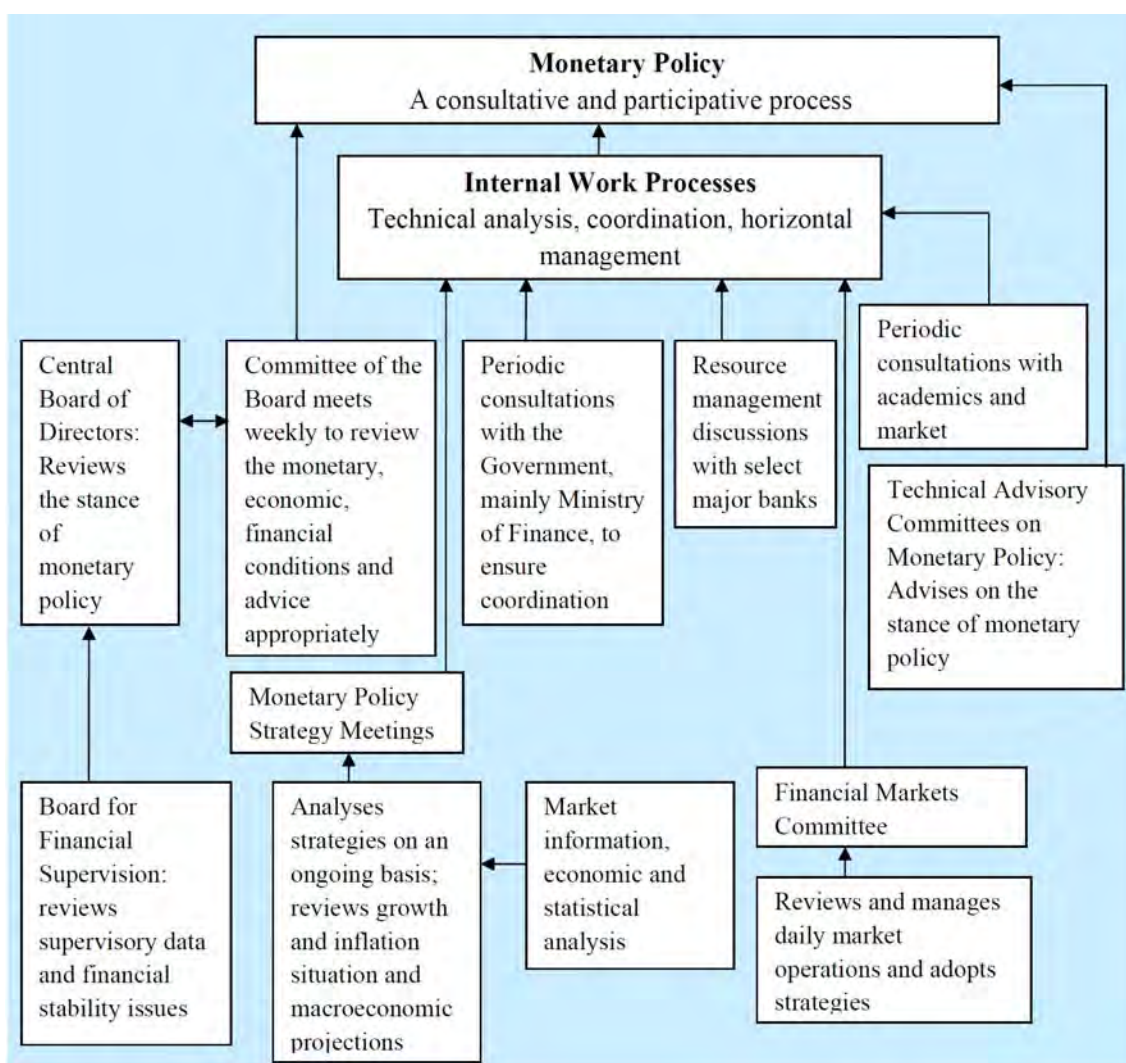 Monetary Policy
A consultative and participative process
Internal Work Processes
Technical analysis, coordination, horizontal
management
Central
Board of
Directors:
Reviews
the stance
of
monetary
policy
Committee of the
Board meets
weekly to review
the monetary,
economic,
financial
conditions and
advice
appropriately
Periodic
consultations
with the
Government,
mainly Ministry
of Finance, to
ensure
coordination
Resource
management
discussions
with select
major banks
Periodic
consultations with
academics and
market
Technical Advisory
Committees on
Monetary Policy:
Advises on the
stance of monetary
policy
Monetary Policy
Strategy Meetings
Board for
Financial
Supervision:
reviews
supervisory data
and financial
stability issues
Analyses
strategies on an
ongoing basis;
reviews growth
and inflation
situation and
macroeconomic
projections
Market
information,
economic and
statistical
analysis
Financial Markets
Committee
Reviews and manages
daily market
operations and adopts
strategies